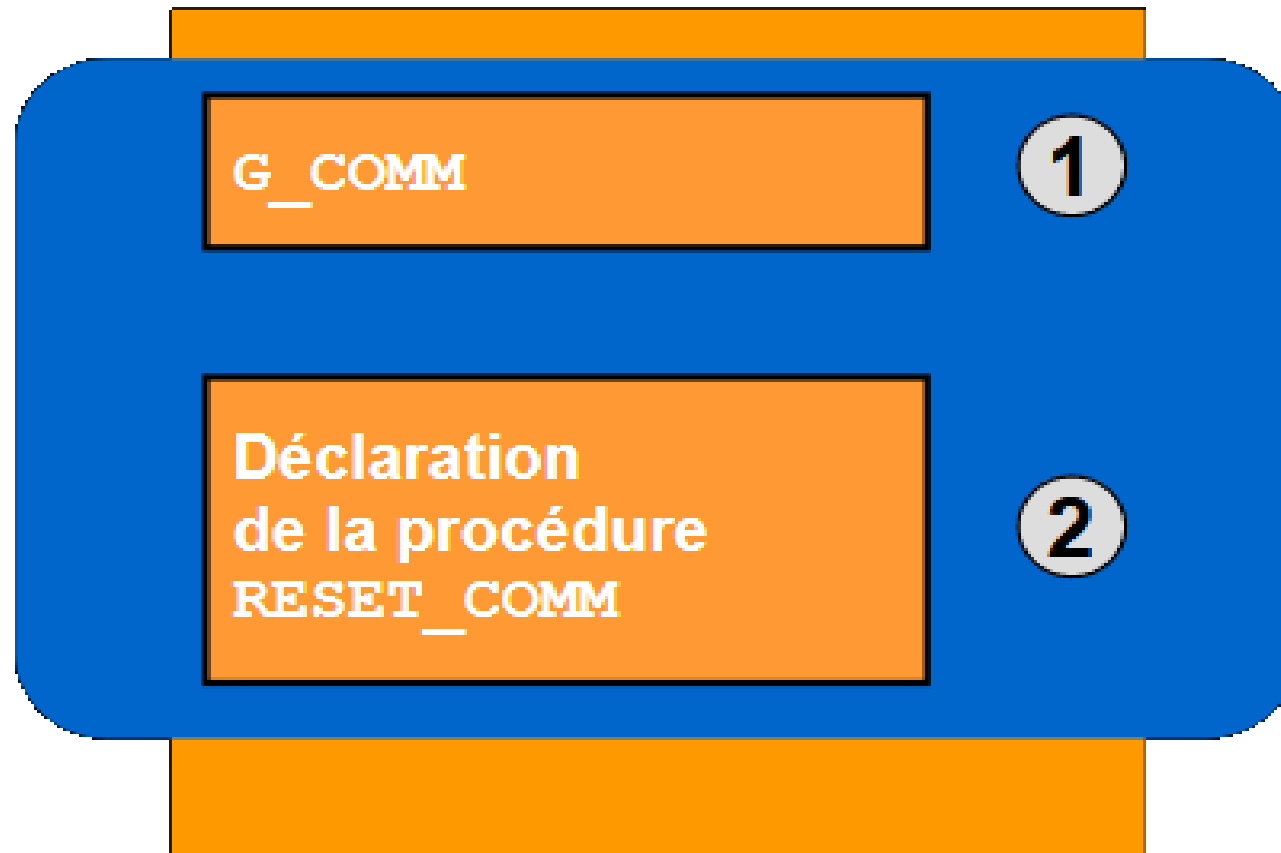 G_COMM
1
Déclaration
de la procédure
RESET_COMM
2